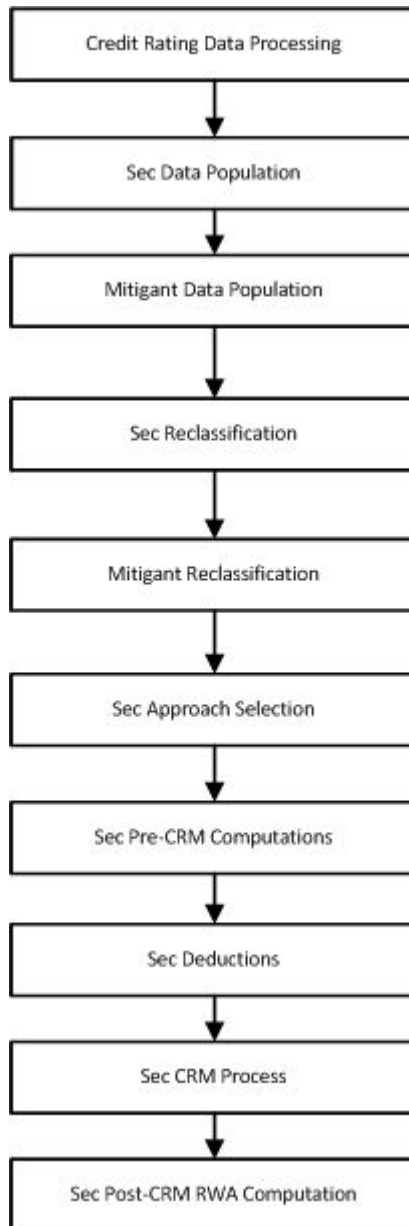 Credit Rating Data Processing
Sec Data Population
Mitigant Data Population
Sec Reclassification
Mitigant Reclassification
Sec Approach Selection
Sec Pre-CRM Computations
Sec Deductions
Sec CRM Process
Sec Post-CRM RWA Computation